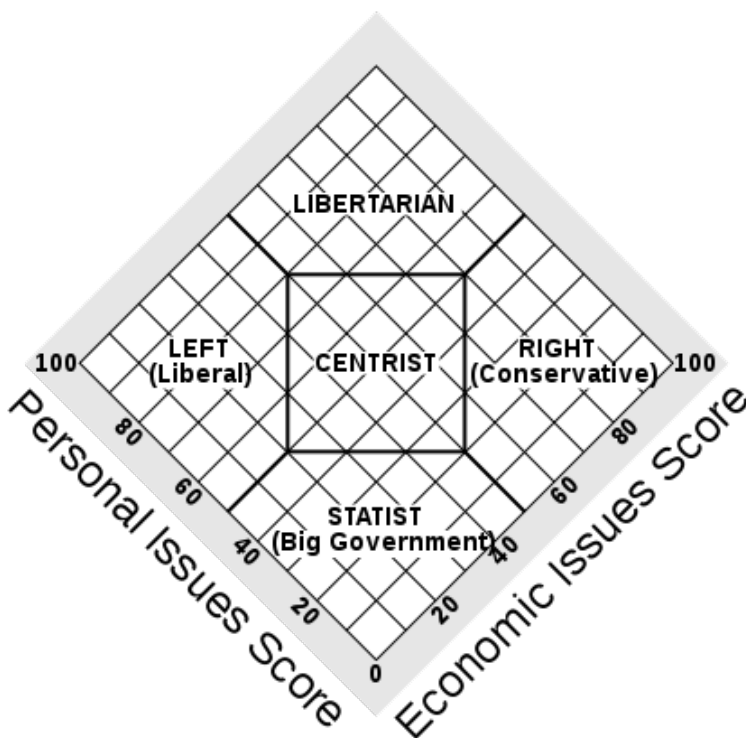 LIBERTARIAN
LEFT
(Liberal)
CENTRIST
RIGHT
(Conservative)
STATIST
(Big Government)
100
80
60
40
20
0
20
40
60
80
100
Personal Issues Score
Economic Issues Score